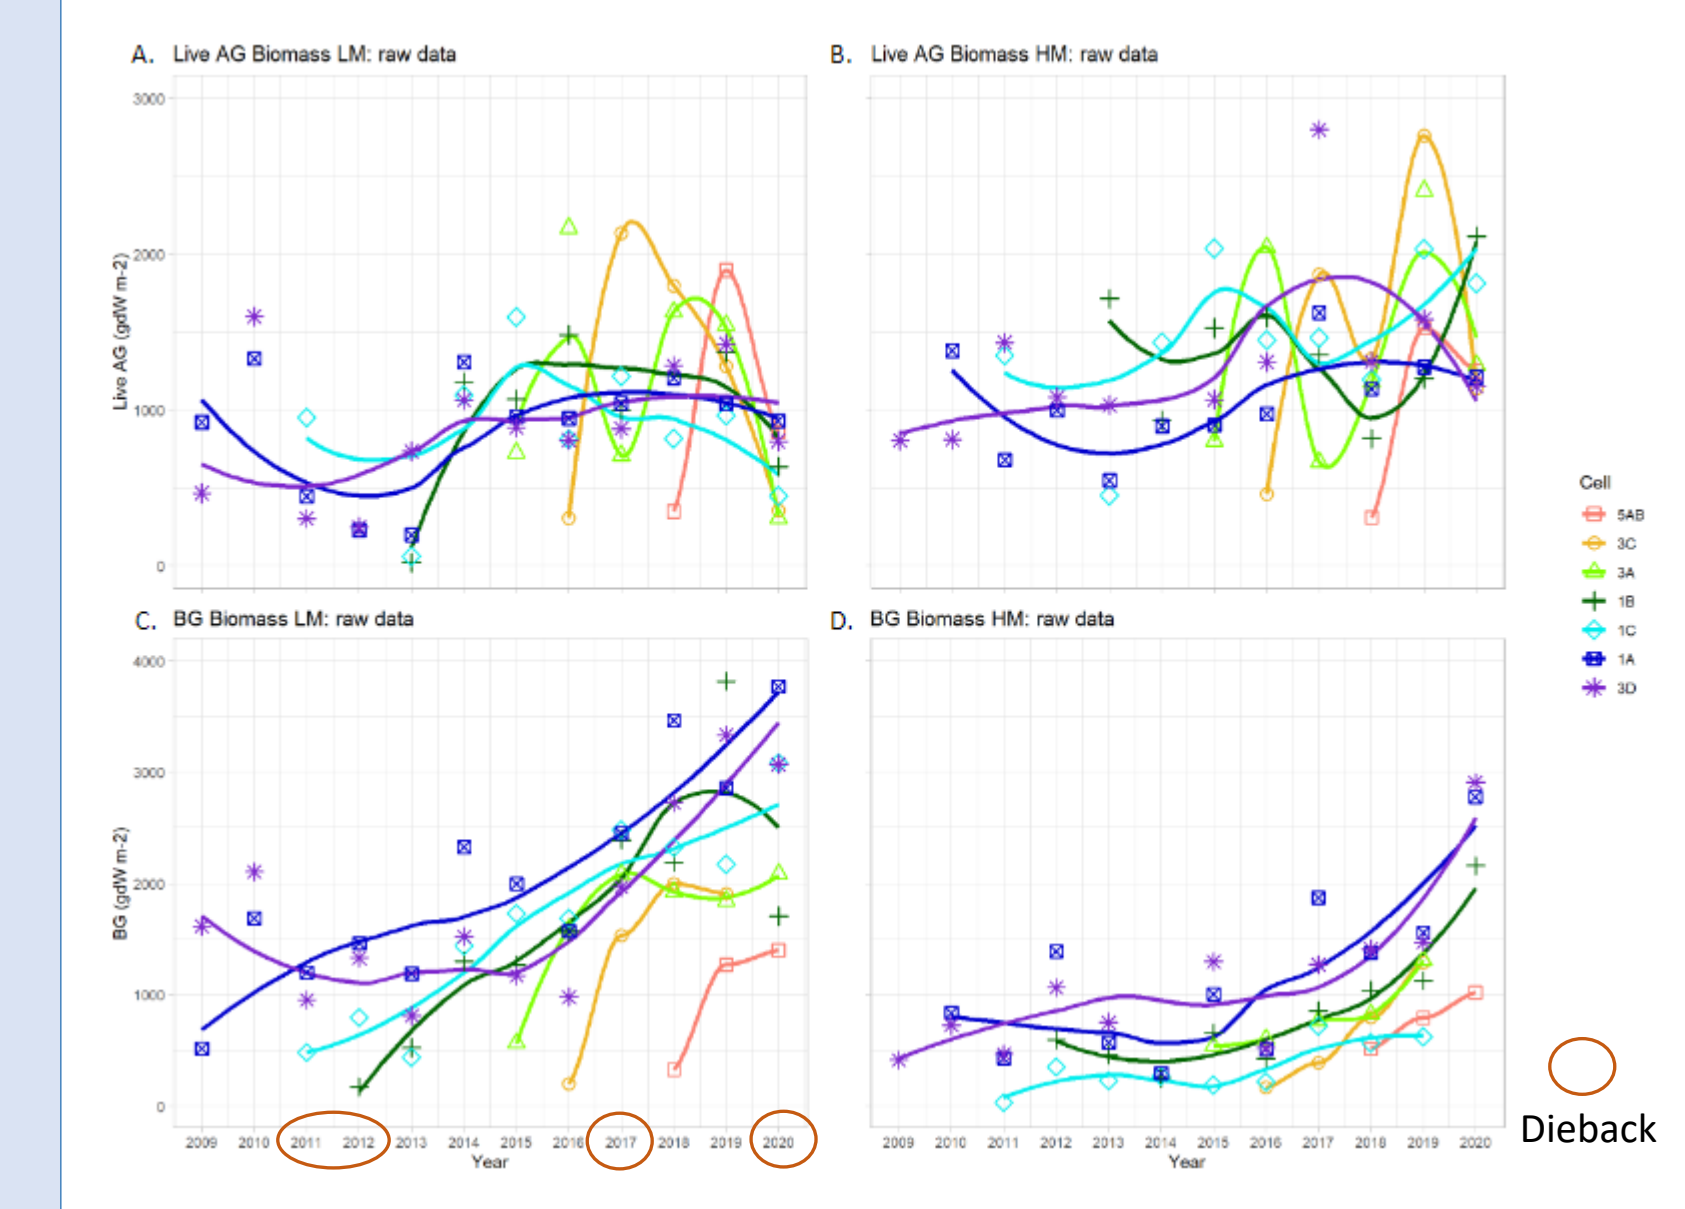 A. Live AG Biomass LM: raw data
B. Live AG Biomass HM: raw data
3000
2000
1000
0
Live AG (gdW m-2)
C. BG Biomass LM: raw data
D. BG Biomass HM: raw data
4000
3000
2000
1000
0
BG (gdW m-2)
2009 2010 2011 2012 2013 2014 2015 2016 2017 2018 2019 2020
Year
2009 2010 2011 2012 2013 2014 2015 2016 2017 2018 2019 2020
Year
Cell
5AB
3C
3A
1B
1C
1A
3D
Dieback